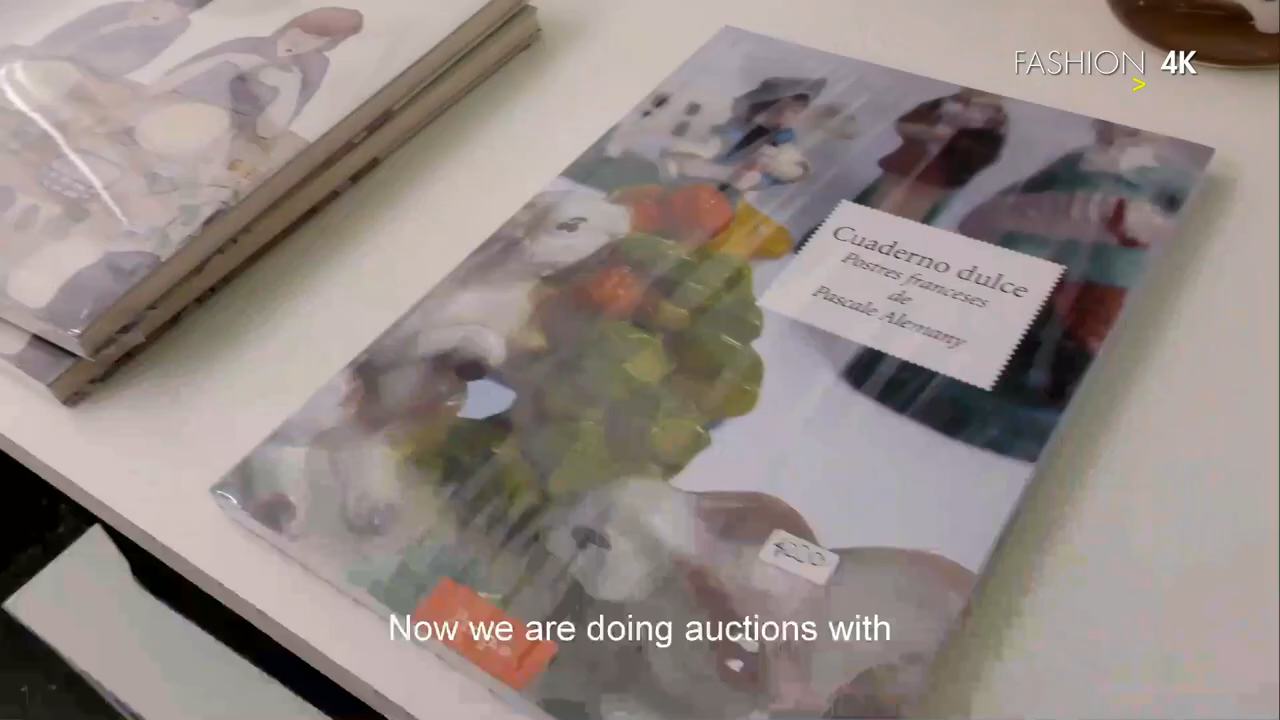 FASHION 4K
>
Cuaderno dulce
Postres franceses
de
Pascale Alemany
Now we are doing auctions with